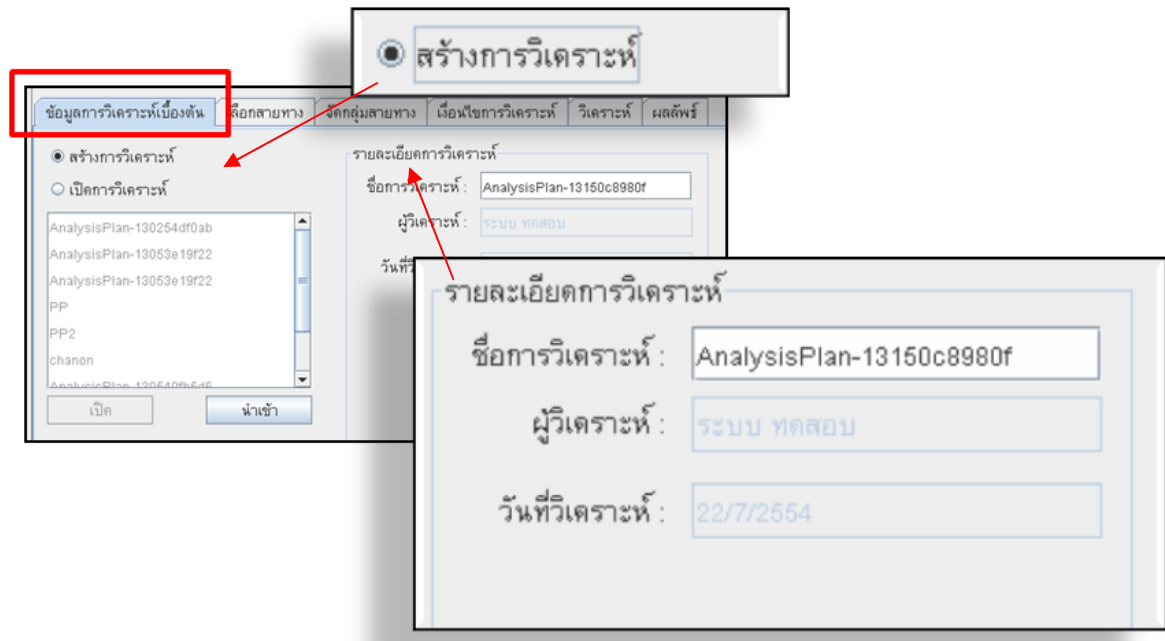 สร้างการวิเคราะห์
ข้อมูลการวิเคราะห์เบื้องต้น
เลือกสายทาง
จัดกลุ่มสายทาง
เงื่อนไขการวิเคราะห์
วิเคราะห์
ผลลัพธ์
สร้างการวิเคราะห์
เปิดการวิเคราะห์
AnalysisPlan-130254df0ab
AnalysisPlan-13053e19f22
AnalysisPlan-13053e19f22
PP
PP2
chanon
เปิด
นำเข้า
รายละเอียดการวิเคราะห์
ชื่อการวิเคราะห์ : AnalysisPlan-13150c8980f
ผู้วิเคราะห์ : ระบบ ทดสอบ
รายละเอียดการวิเคราะห์
ชื่อการวิเคราะห์ : AnalysisPlan-13150c8980f
ผู้วิเคราะห์ : ระบบ ทดสอบ
วันที่วิเคราะห์ : 22/7/2554